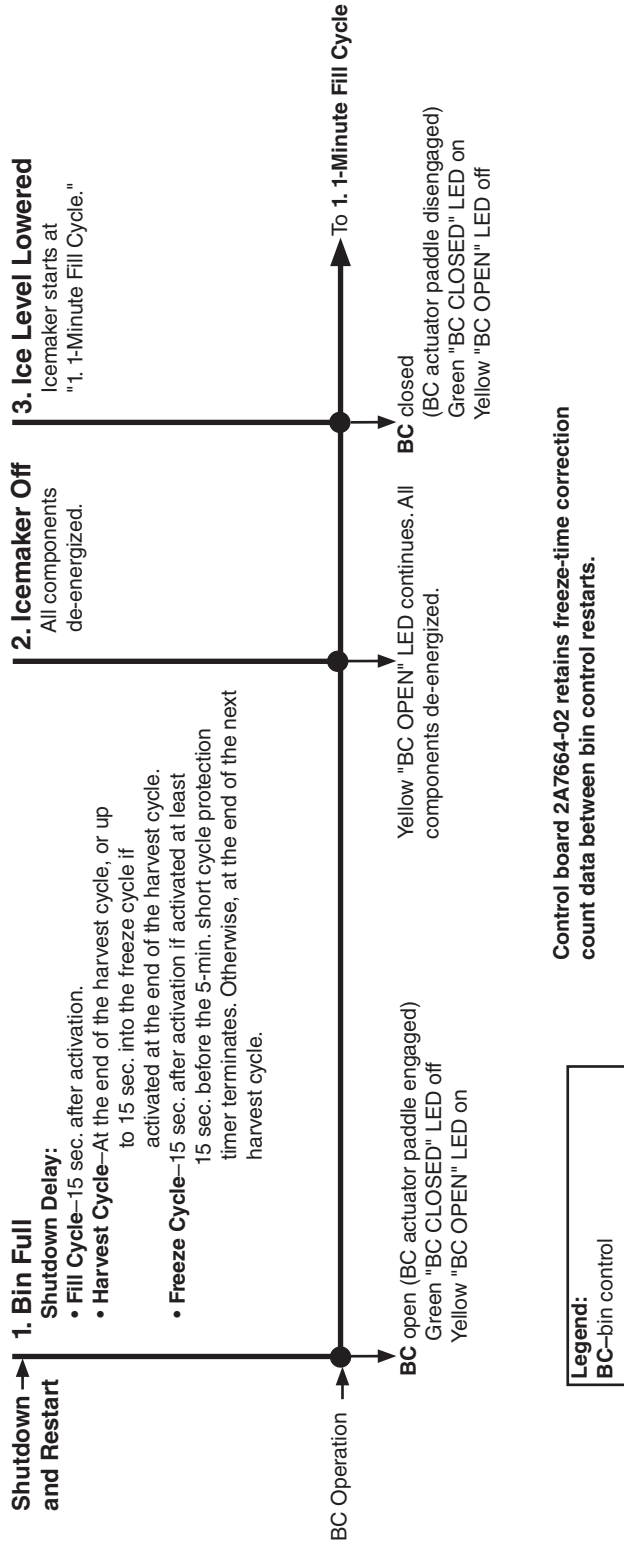 Shutdown
and Restart
1. Bin Full
Shutdown Delay:
• Fill Cycle–15 sec. after activation.
• Harvest Cycle–At the end of the harvest cycle, or up
to 15 sec. into the freeze cycle if
activated at the end of the harvest cycle.
• Freeze Cycle–15 sec. after activation if activated at least
15 sec. before the 5-min. short cycle protection
timer terminates. Otherwise, at the end of the next
harvest cycle.
2. Icemaker Off
All components
de-energized.
3. Ice Level Lowered
Icemaker starts at
"1. 1-Minute Fill Cycle."
BC Operation
To 1. 1-Minute Fill Cycle
BC open (BC actuator paddle engaged)
Green "BC CLOSED" LED off
Yellow "BC OPEN" LED on
Yellow "BC OPEN" LED continues. All
components de-energized.
BC closed
(BC actuator paddle disengaged)
Green "BC CLOSED" LED on
Yellow "BC OPEN" LED off
Legend:
BC–bin control
Control board 2A7664-02 retains freeze-time correction
count data between bin control restarts.